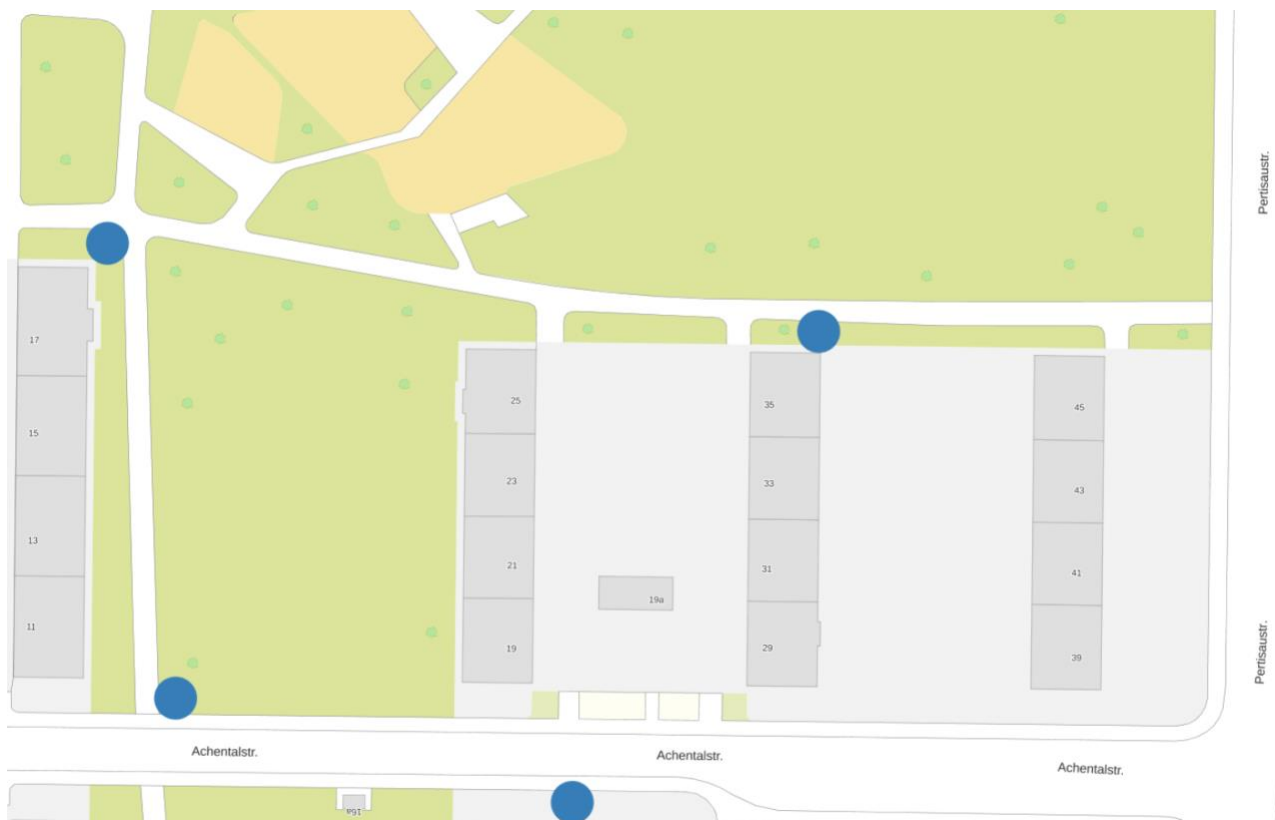 Pertisaustr.
17
25
35
45
15
23
33
43
13
21
31
41
19a
11
19
29
39
Pertisaustr.
Achentalstr.
Achentalstr.
Achentalstr.
16a